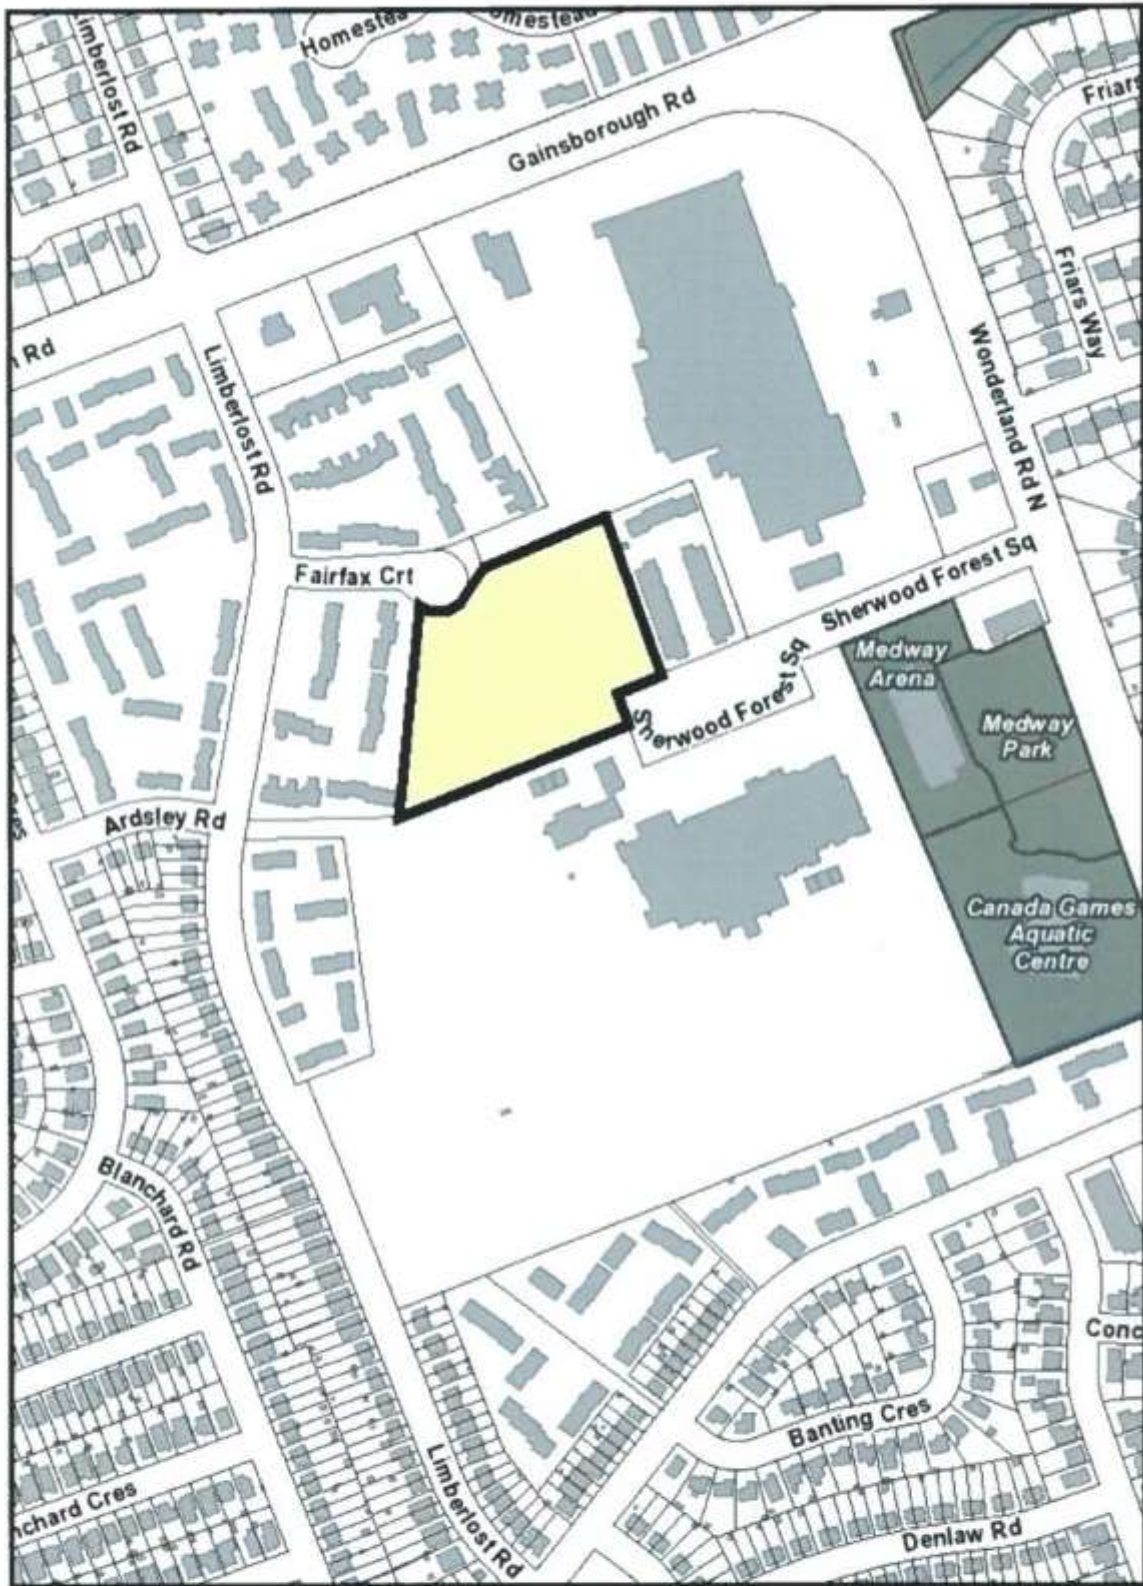 Limberlost Rd
Homestea
omestead
Gainsborough Rd
Friars
Friars Way
Rd
Limberlost Rd
Wonderland Rd N
Fairfax Crt
Sherwood Forest Sq
Sherwood Forest Sq
Medway
Arena
Medway
Park
Ardsley Rd
Canada Games
Aquatic
Centre
Blanchard Rd
Conc
Banting Cres
Limberlost Rd
nchard Cres
Denlaw Rd